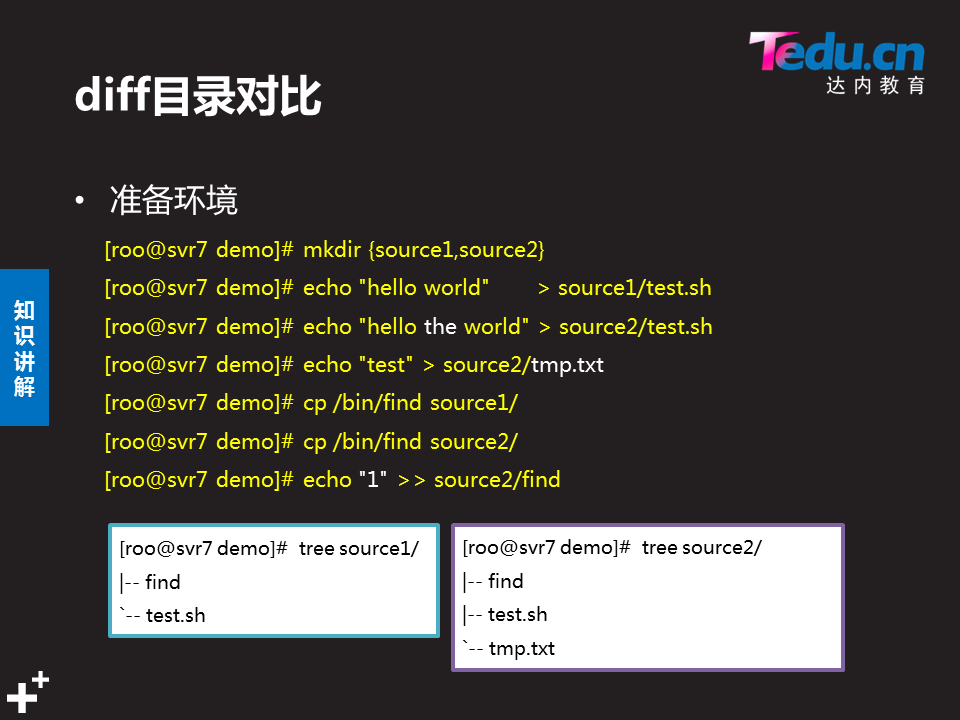 Tedu.cn
达内教育
diff目录对比
• 准备环境
[roo@svr7 demo]# mkdir {source1,source2}
[roo@svr7 demo]# echo "hello world" > source1/test.sh
[roo@svr7 demo]# echo "hello the world" > source2/test.sh
[roo@svr7 demo]# echo "test" > source2/tmp.txt
[roo@svr7 demo]# cp /bin/find source1/
[roo@svr7 demo]# cp /bin/find source2/
[roo@svr7 demo]# echo "1" >> source2/find
知
识
讲
解
[roo@svr7 demo]# tree source1/
|-- find
`-- test.sh
[roo@svr7 demo]# tree source2/
|-- find
|-- test.sh
`-- tmp.txt